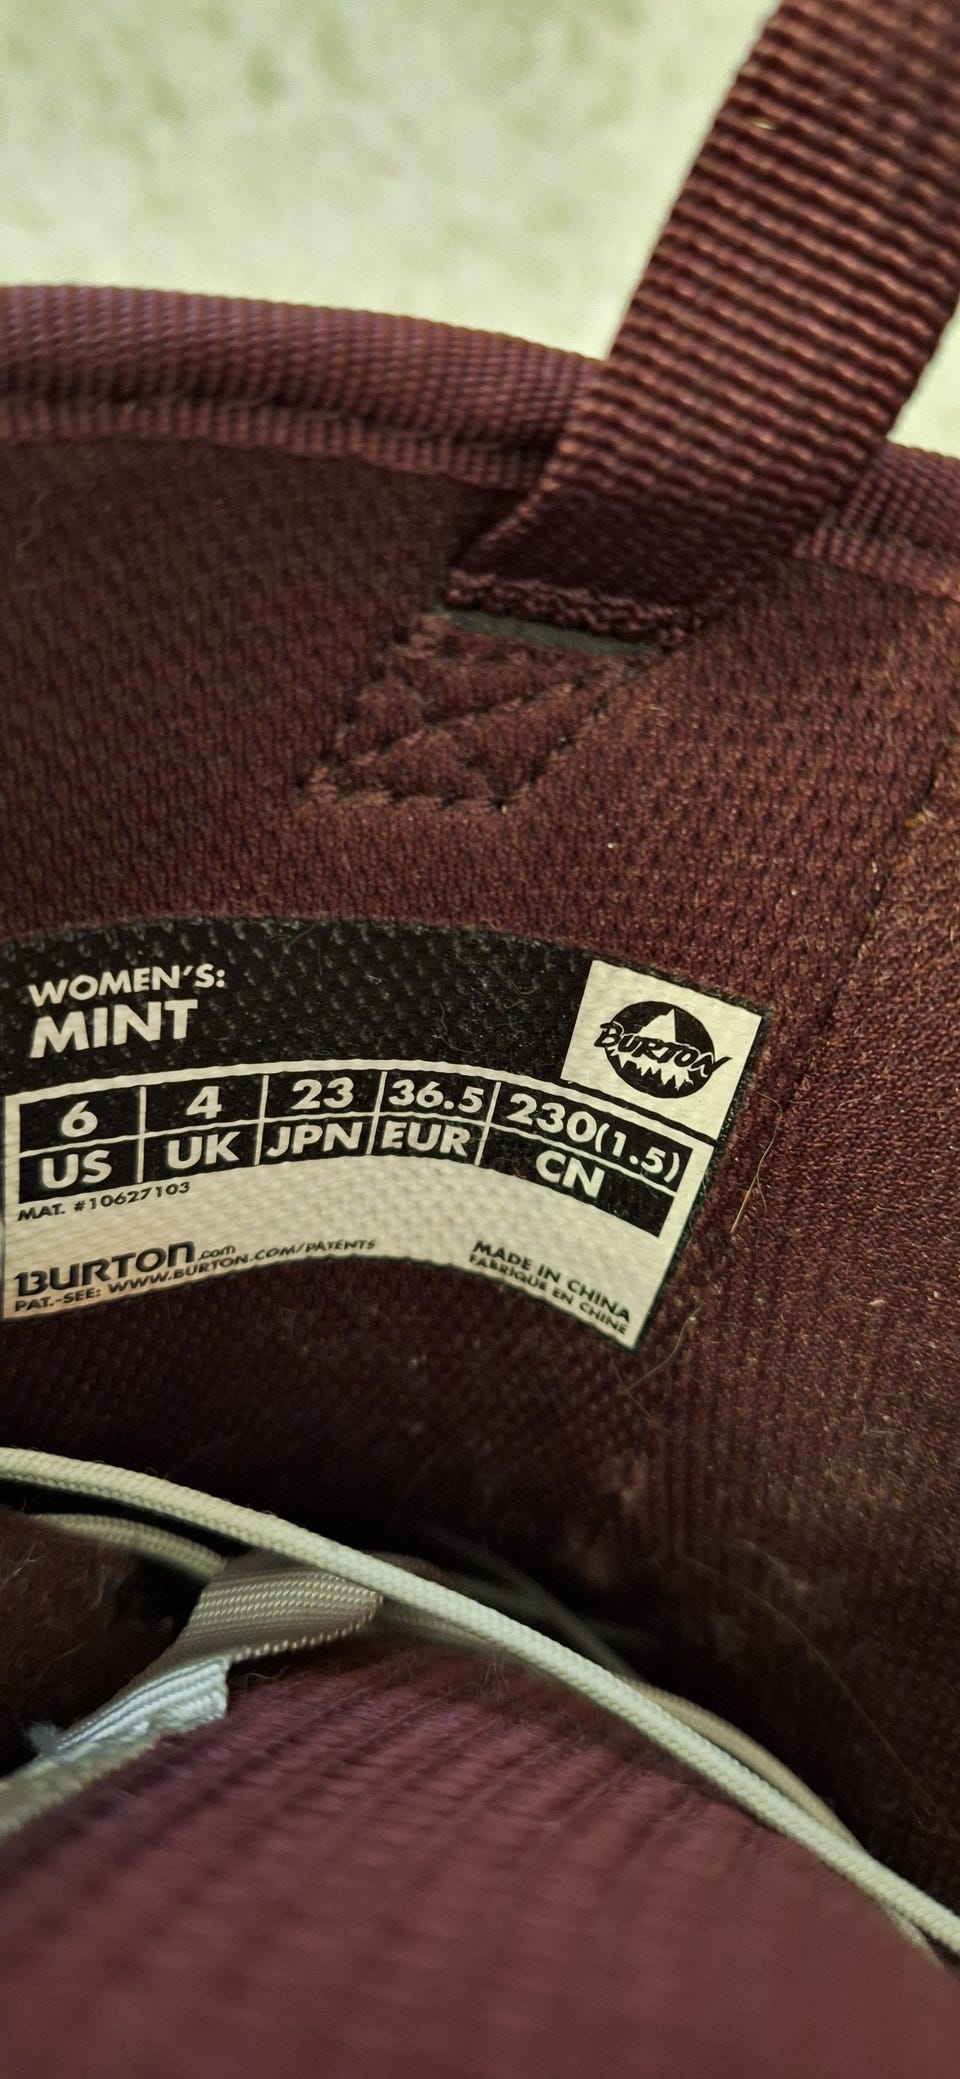 WOMEN'S:
MINT
BURTON
6 4 23 36.5 230(1.5)
US UK JPN EUR CN
MAT. #10627103
BURTON.com
PAT.-SEE: WWW.BURTON.COM/PATENTS
MADE IN CHINA
FABRIQUE EN CHINE